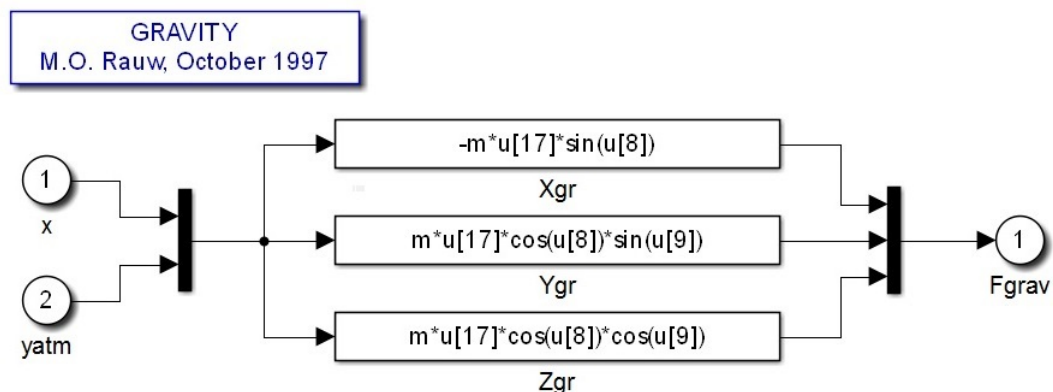 GRAVITY
M.O. Rauw, October 1997
1
x
2
yatm
-m*u[17]*sin(u[8])
Xgr
m*u[17]*cos(u[8])*sin(u[9])
Ygr
m*u[17]*cos(u[8])*cos(u[9])
Zgr
1
Fgrav